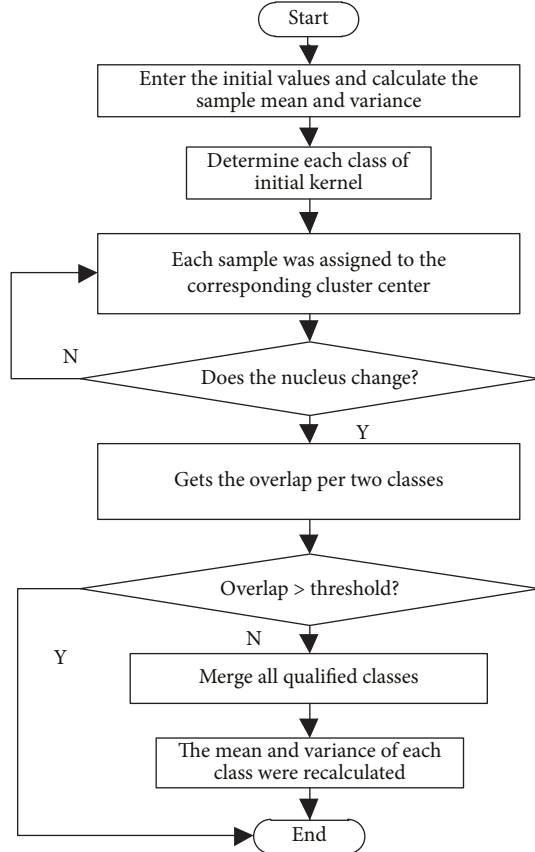 Start
Enter the initial values and calculate the
sample mean and variance
Determine each class of
initial kernel
Each sample was assigned to the
corresponding cluster center
N
Does the nucleus change?
Y
Gets the overlap per two classes
Overlap > threshold?
N
Y
Merge all qualified classes
The mean and variance of each
class were recalculated
End